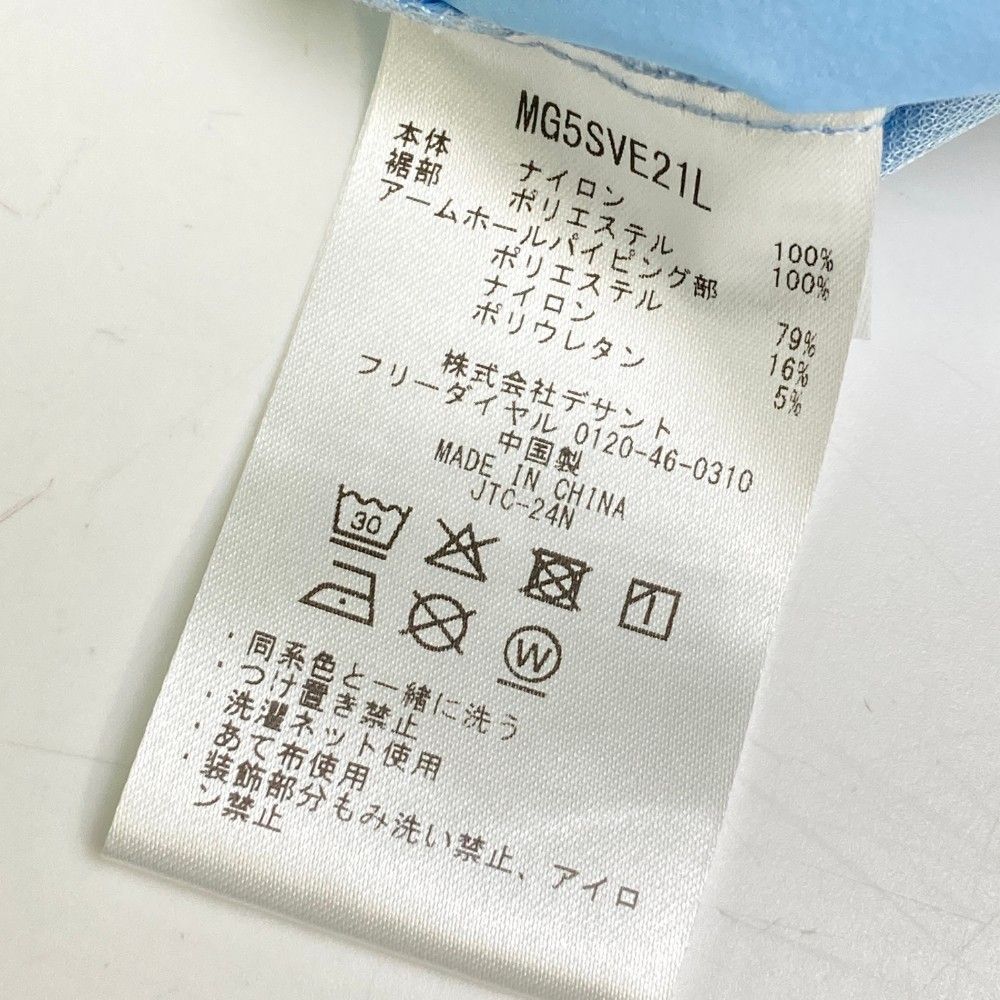 MG5SVE21L
本体 ナイロン 100%
裾部 ポリエステル 100%
アームホールパイピング部
ポリエステル 79%
ナイロン 16%
ポリウレタン 5%
株式会社デサント
フリーダイヤル 0120-46-0310
中国製
MADE IN CHINA
JTC-24N
30
W
・同系色と一緒に洗う
・つけ置き禁止
・洗濯ネット使用
・あて布使用
・装飾部分もみ洗い禁止、アイロ
ン禁止